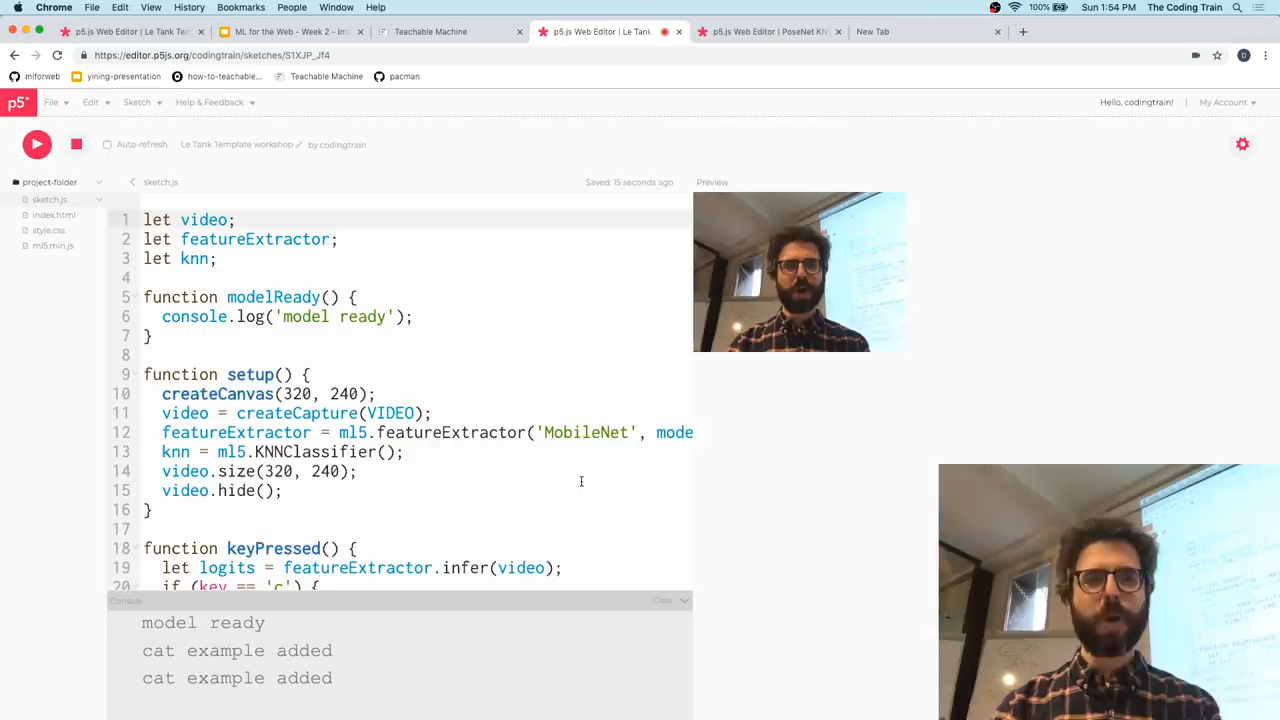 Chrome File Edit View History Bookmarks People Window Help 100% Sun 1:54 PM The Coding Train
p5.js Web Editor | Le Tank Tem × ML for the Web - Week 2 - Ima × Teachable Machine × p5.js Web Editor | Le Tank × p5.js Web Editor | PoseNet KN × New Tab × +
https://editor.p5js.org/codingtrain/sketches/S1XJP_Jf4 D
mlforweb yining-presentation how-to-teachable... Teachable Machine pacman
p5* File Edit Sketch Help & Feedback Hello, codingtrain! | My Account
Auto-refresh Le Tank Template workshop by codingtrain
project-folder sketch.js Saved: 15 seconds ago Preview
sketch.js
index.html
style.css
ml5.min.js
1 let video;
2 let featureExtractor;
3 let knn;
4
5 function modelReady() {
6 console.log('model ready');
7 }
8
9 function setup() {
10 createCanvas(320, 240);
11 video = createCapture(VIDEO);
12 featureExtractor = ml5.featureExtractor('MobileNet', mode
13 knn = ml5.KNNClassifier();
14 video.size(320, 240);
15 video.hide();
16 }
17
18 function keyPressed() {
19 let logits = featureExtractor.infer(video);
20 if (key == 'c') {
Console Clear
model ready
cat example added
cat example added